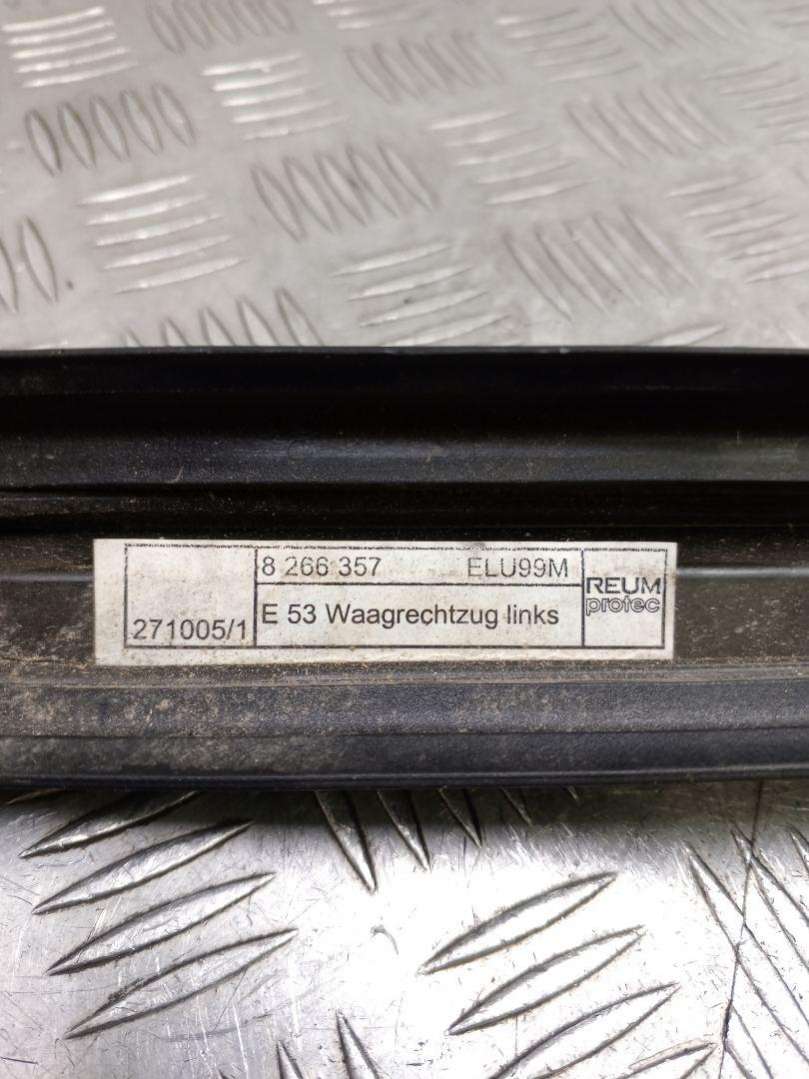 8 266 357 ELU99M
271005/1
E 53 Waagrechtzug links
REUM
protec